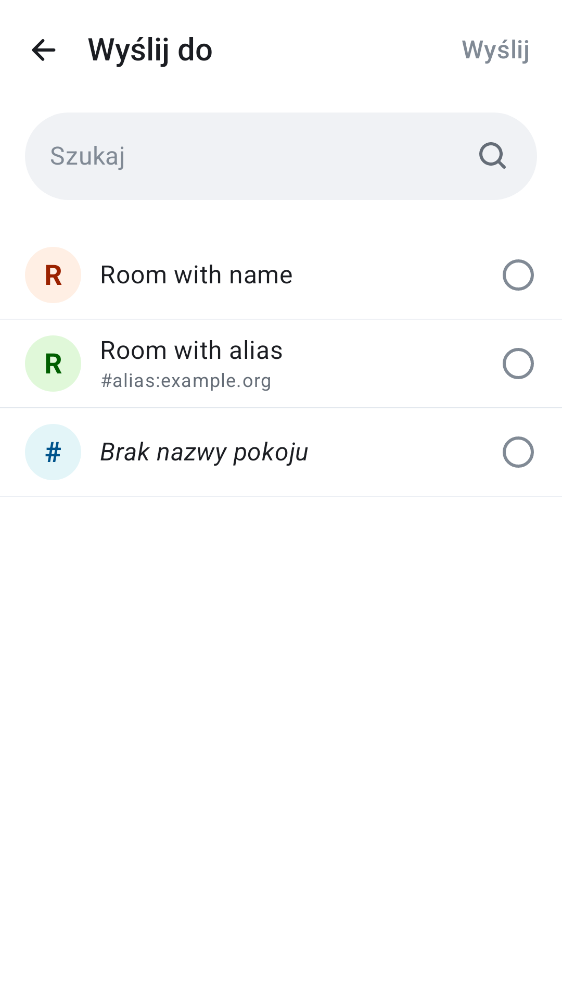 Wyślij do
Wyślij
Szukaj
R
Room with name
R
Room with alias
#alias:example.org
#
Brak nazwy pokoju